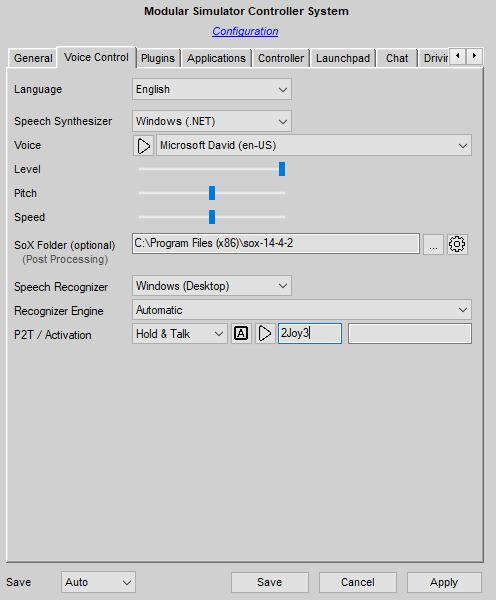 Modular Simulator Controller System
Configuration
General Voice Control Plugins Applications Controller Launchpad Chat
Language English
Speech Synthesizer Windows (.NET)
Voice Microsoft David (en-US)
Level
Pitch
Speed
SoX Folder (optional) C:\Program Files (x86)\sox-14-4-2 ...
(Post Processing)
Speech Recognizer Windows (Desktop)
Recognizer Engine Automatic
P2T / Activation Hold & Talk A 2Joy3
Save Auto Save Cancel Apply